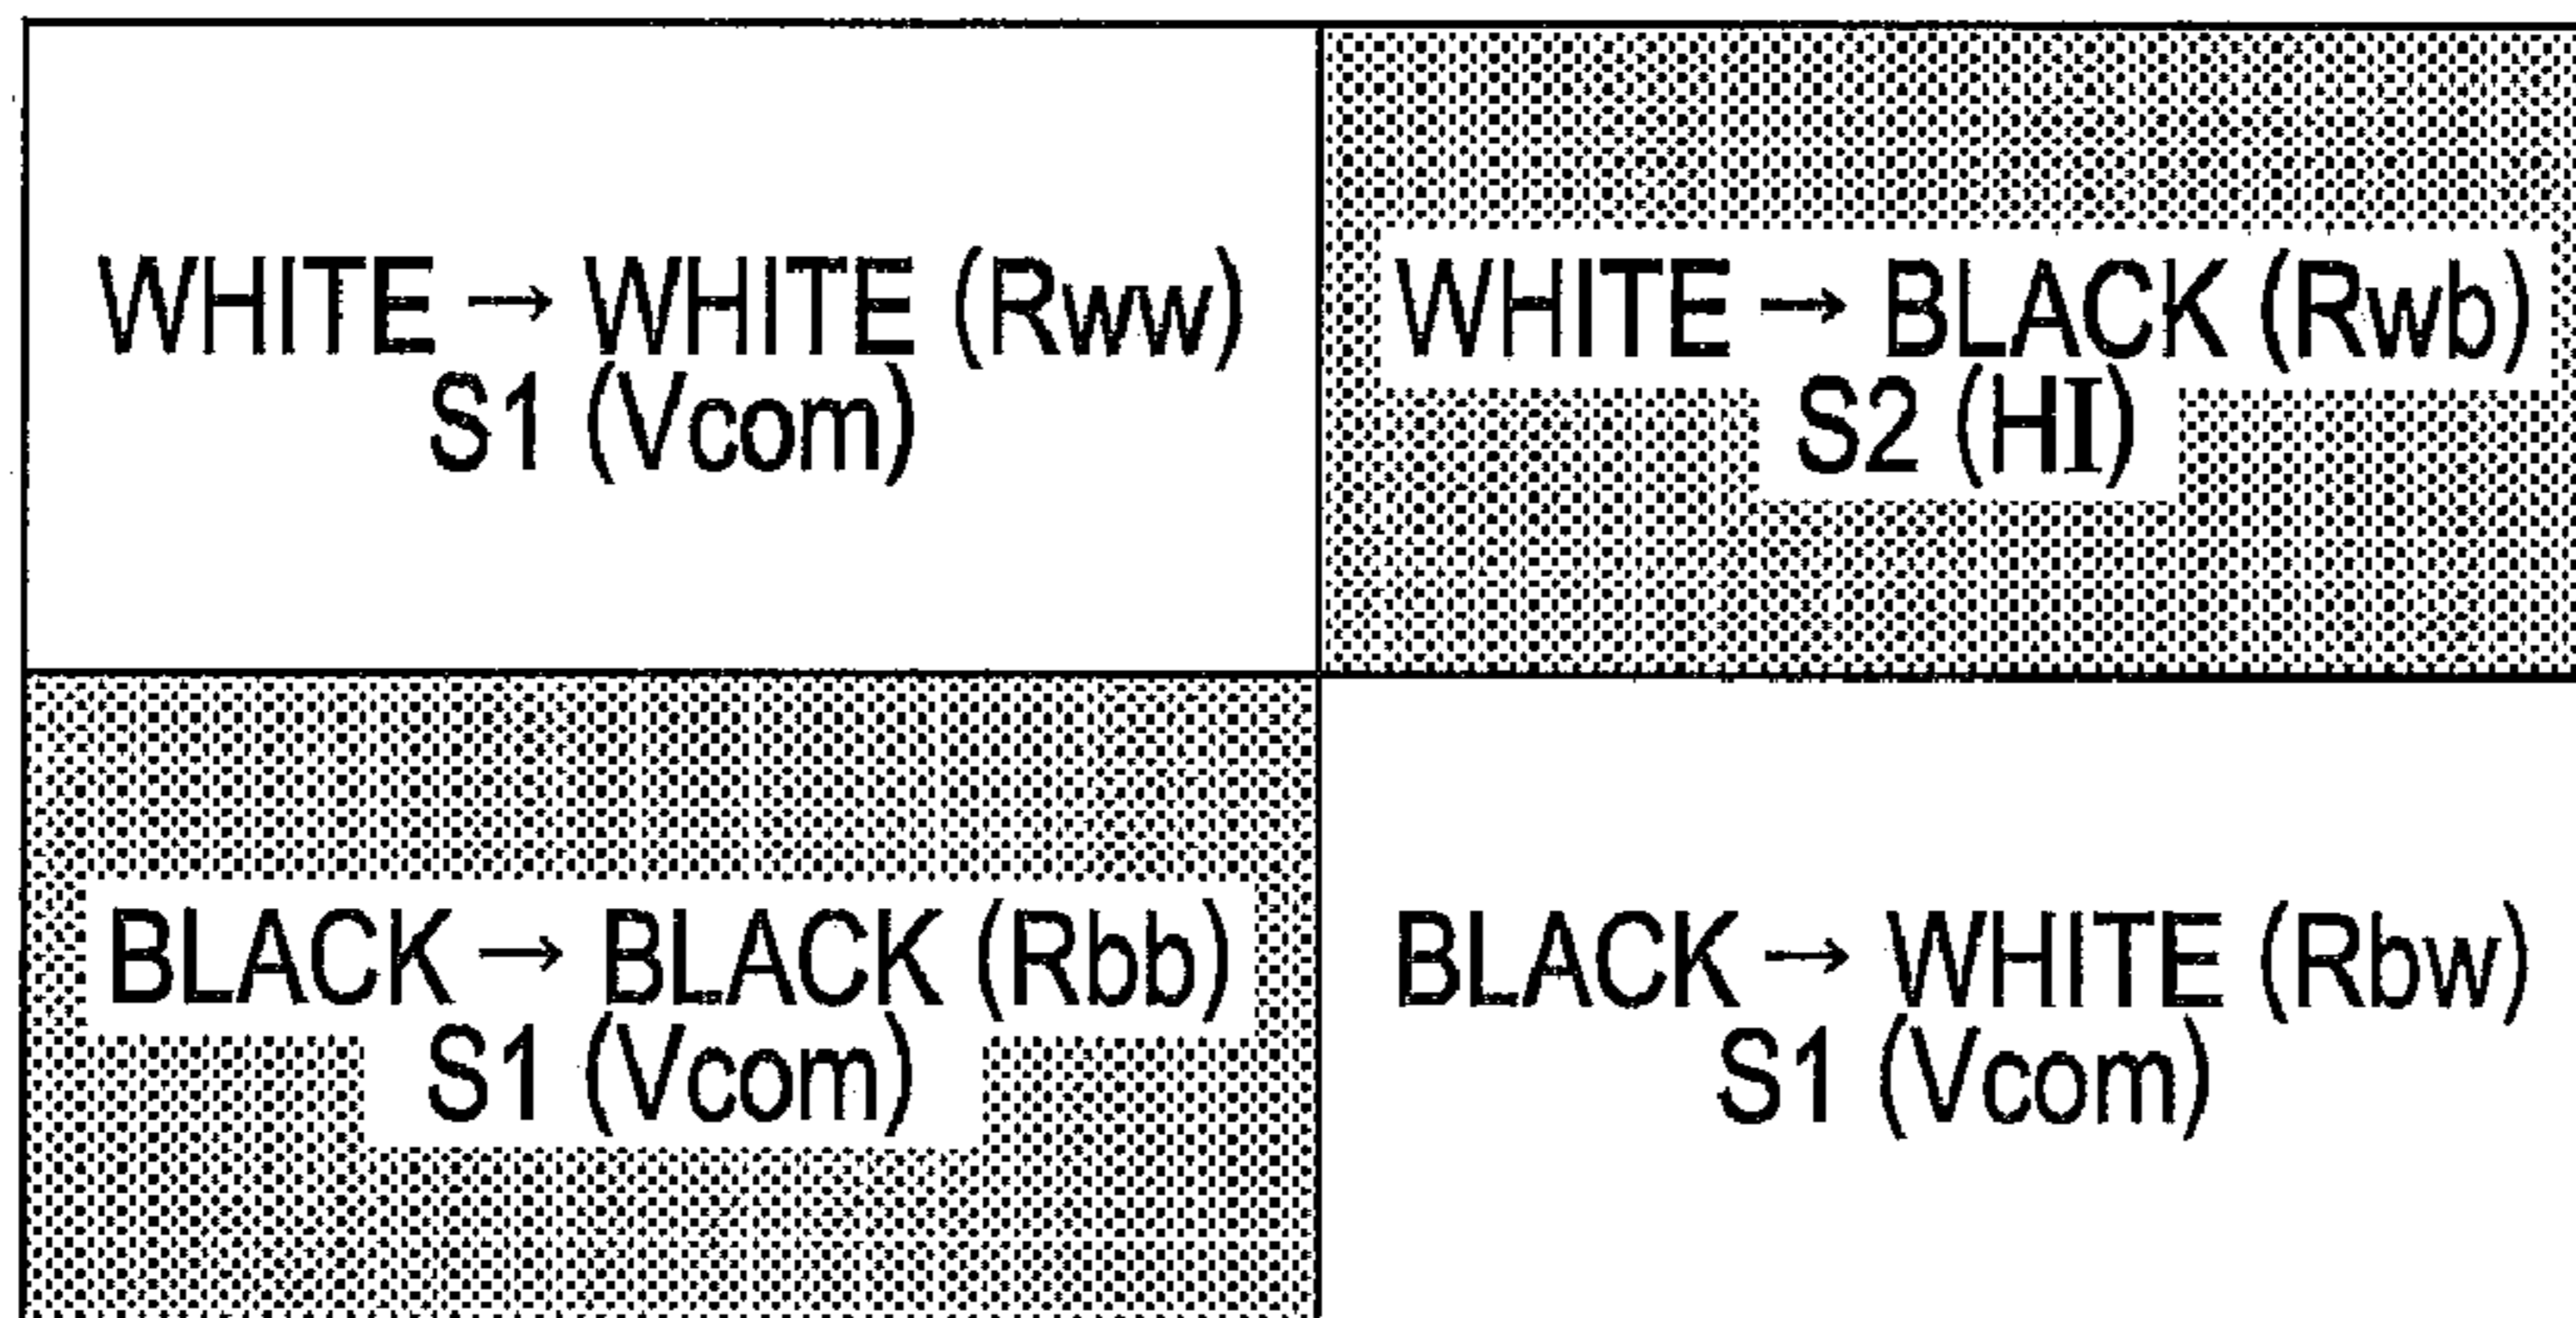 WHITE → WHITE (Rww)
S1 (Vcom)
WHITE → BLACK (Rwb)
S2 (HI)
BLACK → BLACK (Rbb)
S1 (Vcom)
BLACK → WHITE (Rbw)
S1 (Vcom)